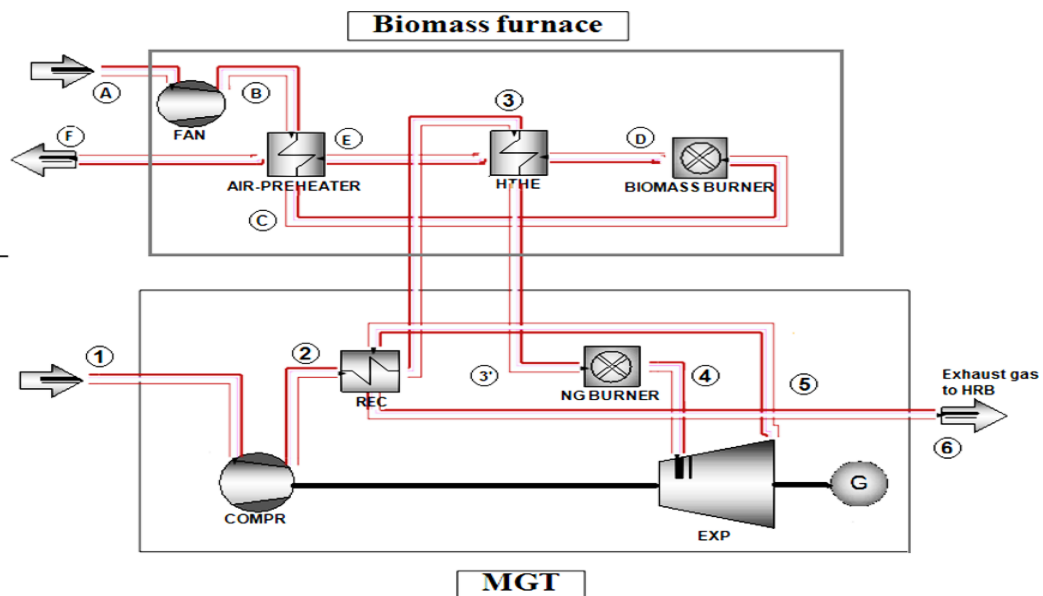 Biomass furnace
A
B
FAN
F
E
AIR-PREHEATER
C
3
HTHE
D
BIOMASS BURNER
1
2
REC
3'
NG BURNER
4
5
Exhaust gas
to HRB
6
COMPR
EXP
G
MGT